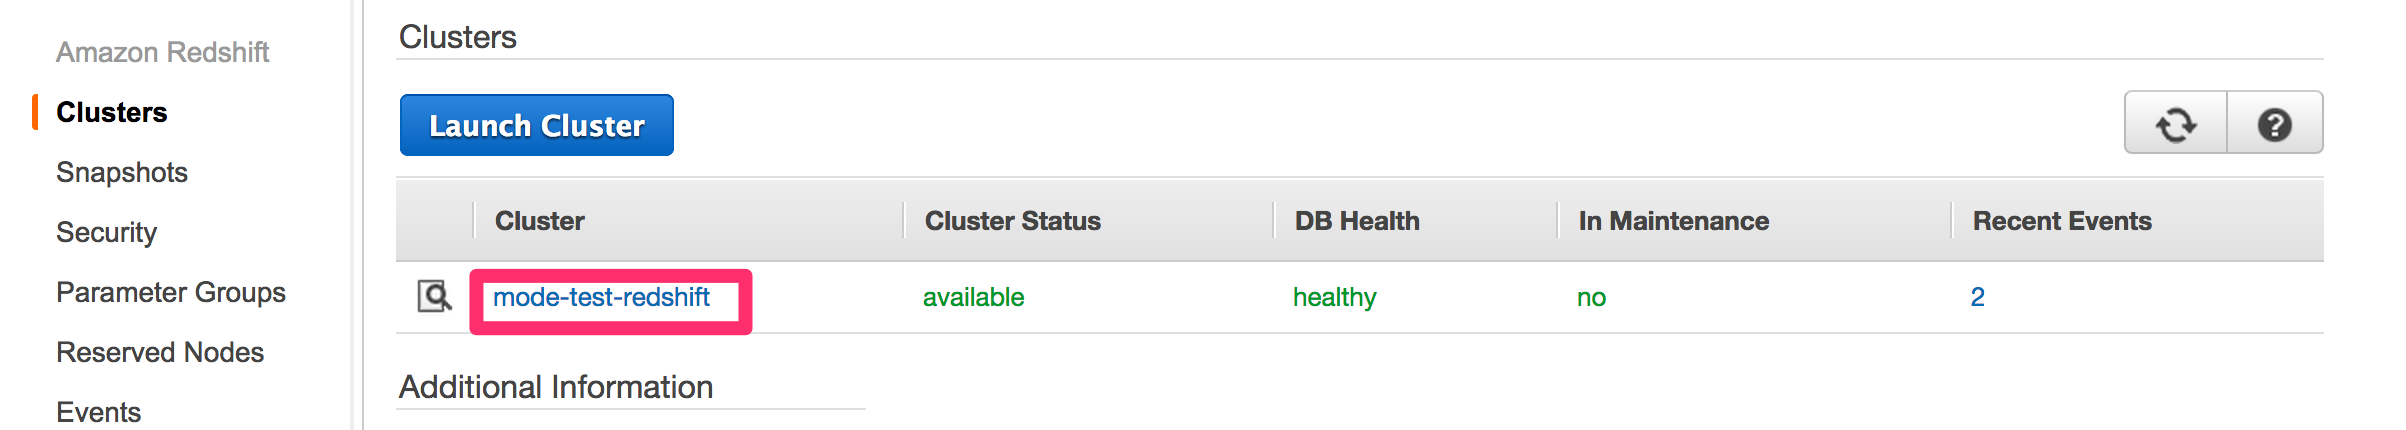 Amazon Redshift
Clusters
Snapshots
Security
Parameter Groups
Reserved Nodes
Events
Clusters
Launch Cluster
?
Cluster Cluster Status DB Health In Maintenance Recent Events
mode-test-redshift available healthy no 2
Additional Information